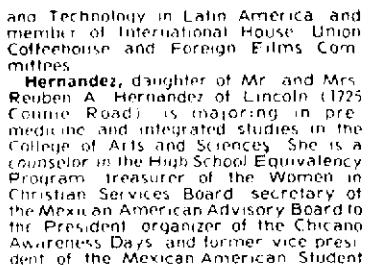 and Technology in Latin America and
member of International House Union
Coffeehouse and Foreign Films Com
mittees
Hernandez, daughter of Mr and Mrs
Reuben A Hernandez of Lincoln (1725
Connie Road) is majoring in pre
medicine and integrated studies in the
College of Arts and Sciences She is a
counselor in the High School Equivalency
Program treasurer of the Women in
Christian Services Board secretary of
the Mexican American Advisory Board to
the President organizer of the Chicano
Awareness Days and former vice presi
dent of the Mexican American Student